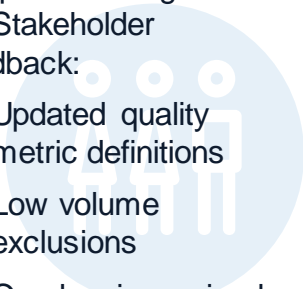 Stakeholder
dback:
Updated quality
metric definitions
Low volume
exclusions